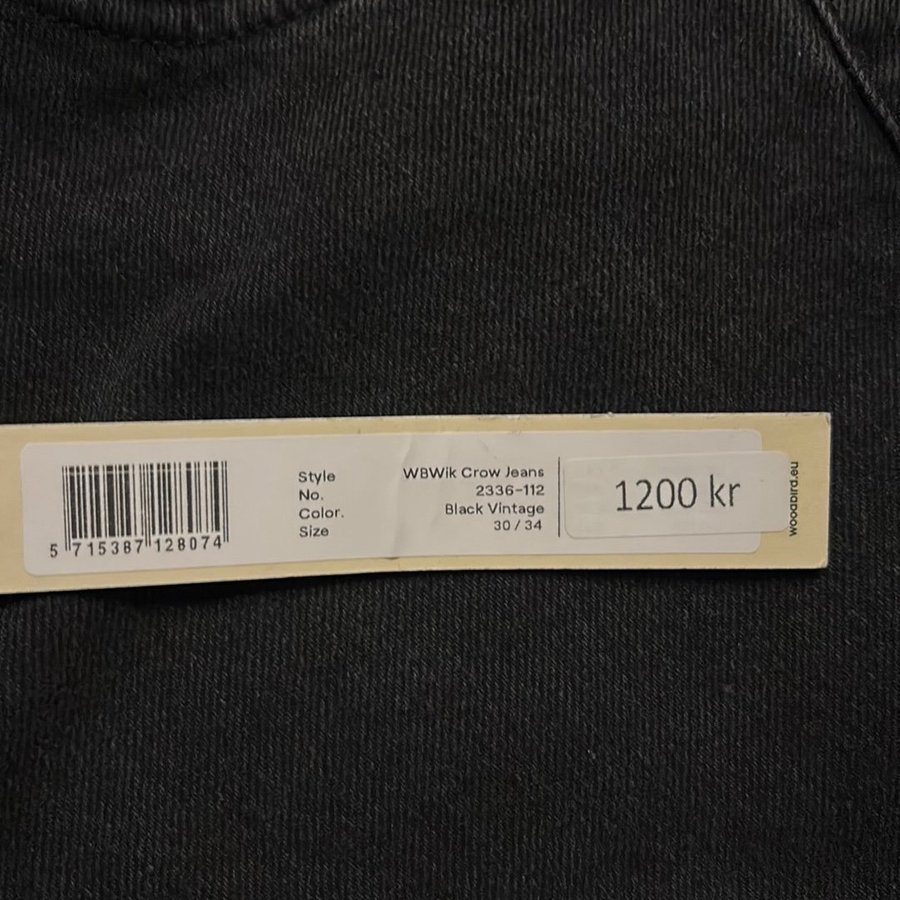 Style WBWik Crow Jeans
No. 2336-112
Color. Black Vintage
Size 30 / 34
5 715387 128074
1200 kr
woodbird.eu